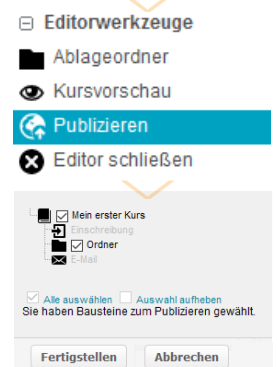 Editorwerkzeuge
Ablageordner
Kursvorschau
Publizieren
Editor schließen
Mein erster Kurs
Einschreibung
Ordner
E-Mail
Alle auswählen Auswahl aufheben
Sie haben Bausteine zum Publizieren gewählt.
Fertigstellen Abbrechen